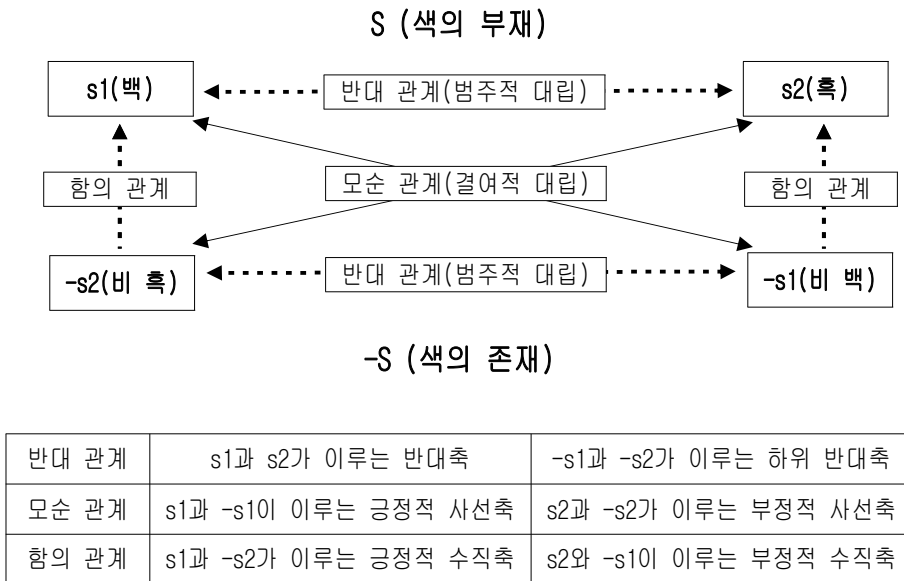 S (색의 부재)
s1(백) 반대 관계(범주적 대립) s2(흑)
함의 관계 모순 관계(결여적 대립) 함의 관계
-s2(비 흑) 반대 관계(범주적 대립) -s1(비 백)
-S (색의 존재)
반대 관계 s1과 s2가 이루는 반대축 -s1과 -s2가 이루는 하위 반대축
모순 관계 s1과 -s1이 이루는 긍정적 사선축 s2과 -s2가 이루는 부정적 사선축
함의 관계 s1과 -s2가 이루는 긍정적 수직축 s2와 -s1이 이루는 부정적 수직축